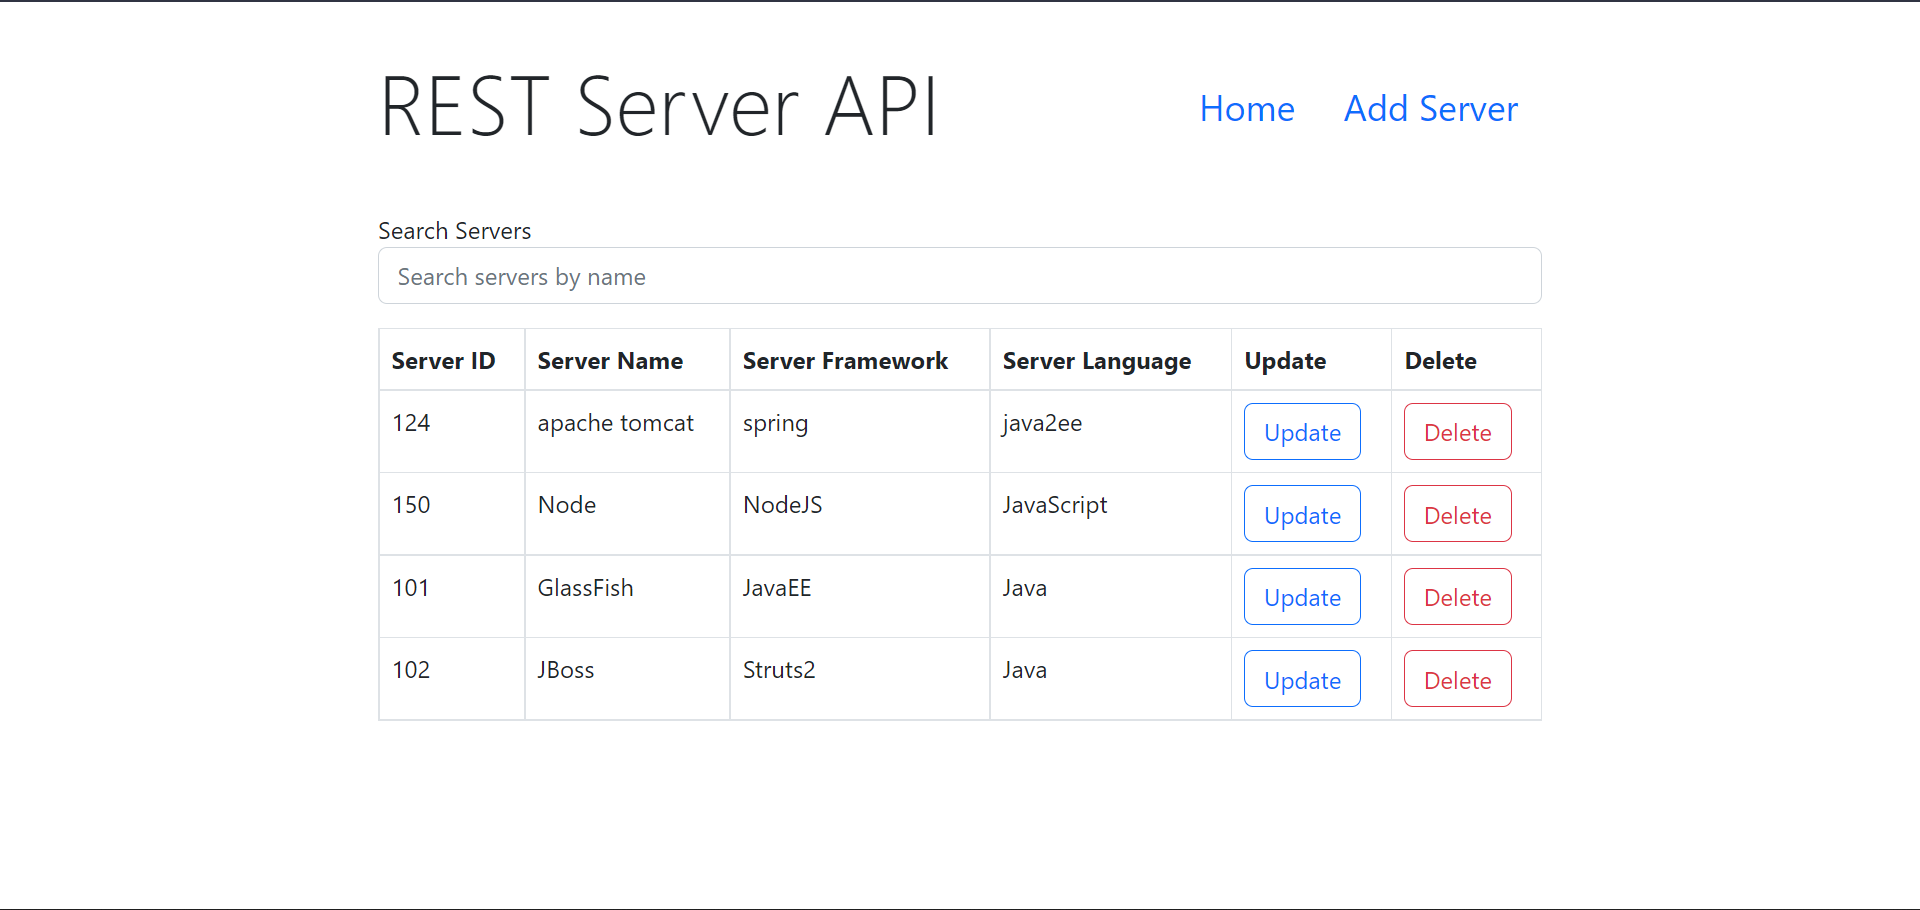 REST Server API Home Add Server
Search Servers
Search servers by name
Server ID Server Name Server Framework Server Language Update Delete
124 apache tomcat spring java2ee Update Delete
150 Node NodeJS JavaScript Update Delete
101 GlassFish JavaEE Java Update Delete
102 JBoss Struts2 Java Update Delete